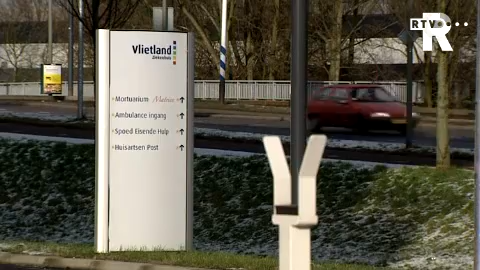 RTV
R
Vlietland
Ziekenhuis
Mortuarium
Ambulance ingang
Spoed Eisende Hulp
Huisartsen Post